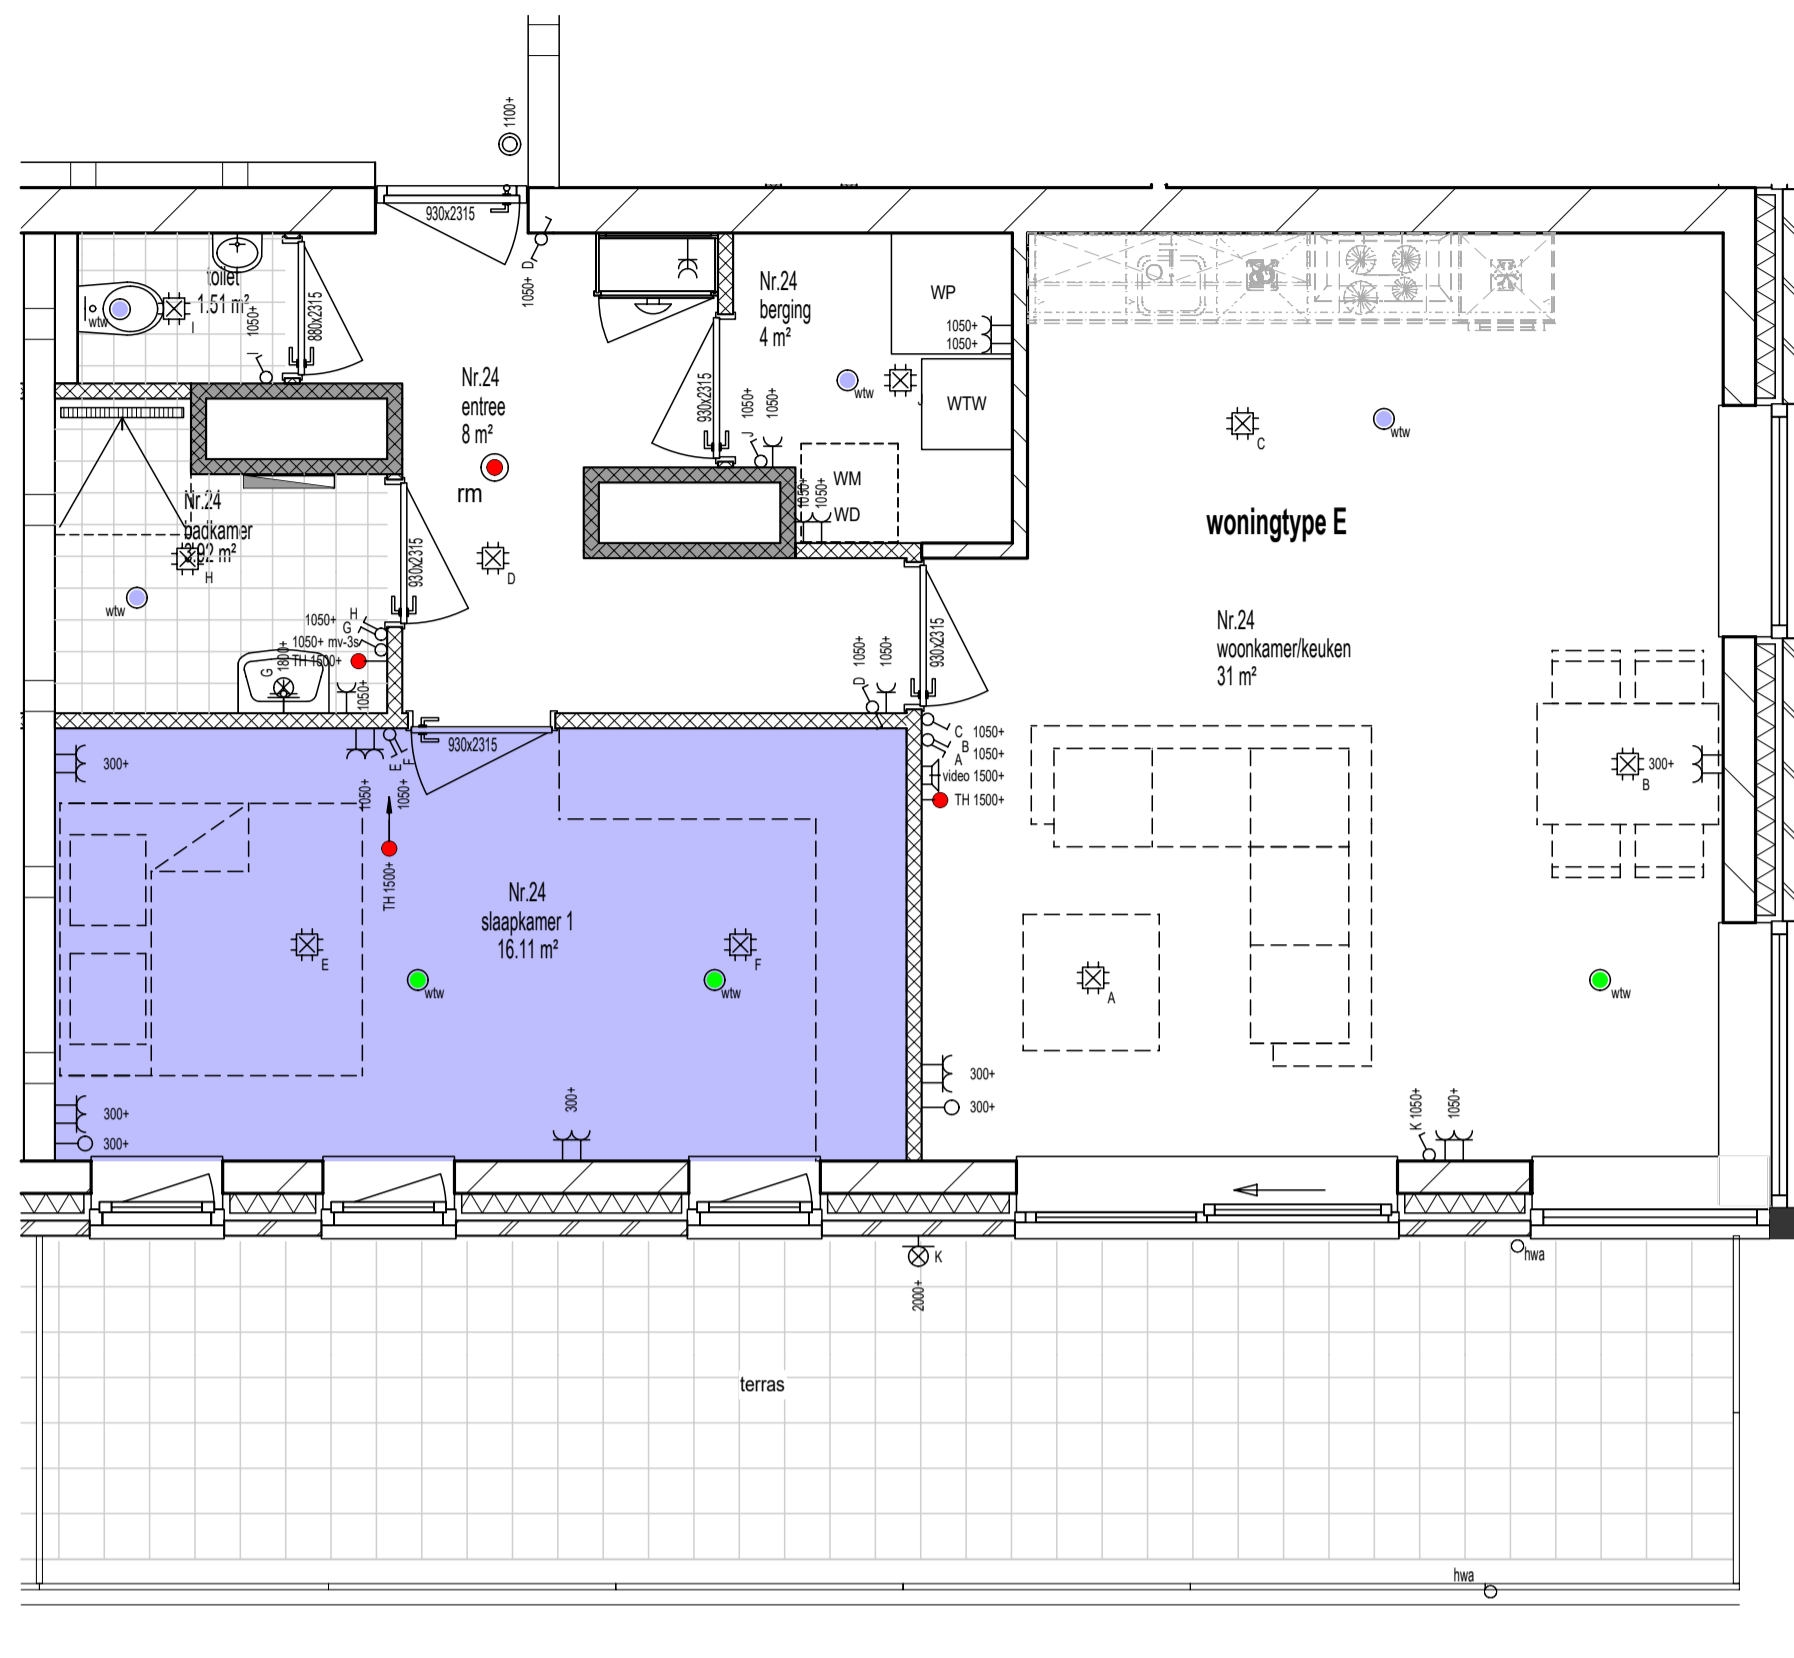 1100+
930x2315
1050+ D
toilet
1.51 m²
wtw
I
1050+
I
880x2315
Nr.24
berging
4 m²
WP
1050+
1050+
WTW
wtw
930x2315
J
1050+
1050+
WM
WD
1050+
1050+
Nr.24
entree
8 m²
rm
D
Nr.24
badkamer
3.92 m²
H
wtw
930x2315
1050+ H
G
1050+ mv-3s
TH 1500+
G 1800+
1050+
C
wtw
woningtype E
Nr.24
woonkamer/keuken
31 m²
D 1050+
1050+
930x2315
C 1050+
B
A 1050+
video 1500+
TH 1500+
300+
B
930x2315
300+
E
F
1050+
1050+
TH 1500+
Nr.24
slaapkamer 1
16.11 m²
E
F
wtw
wtw
A
wtw
300+
300+
300+
300+
300+
K 1050+
1050+
K
2000+
hwa
terras
hwa